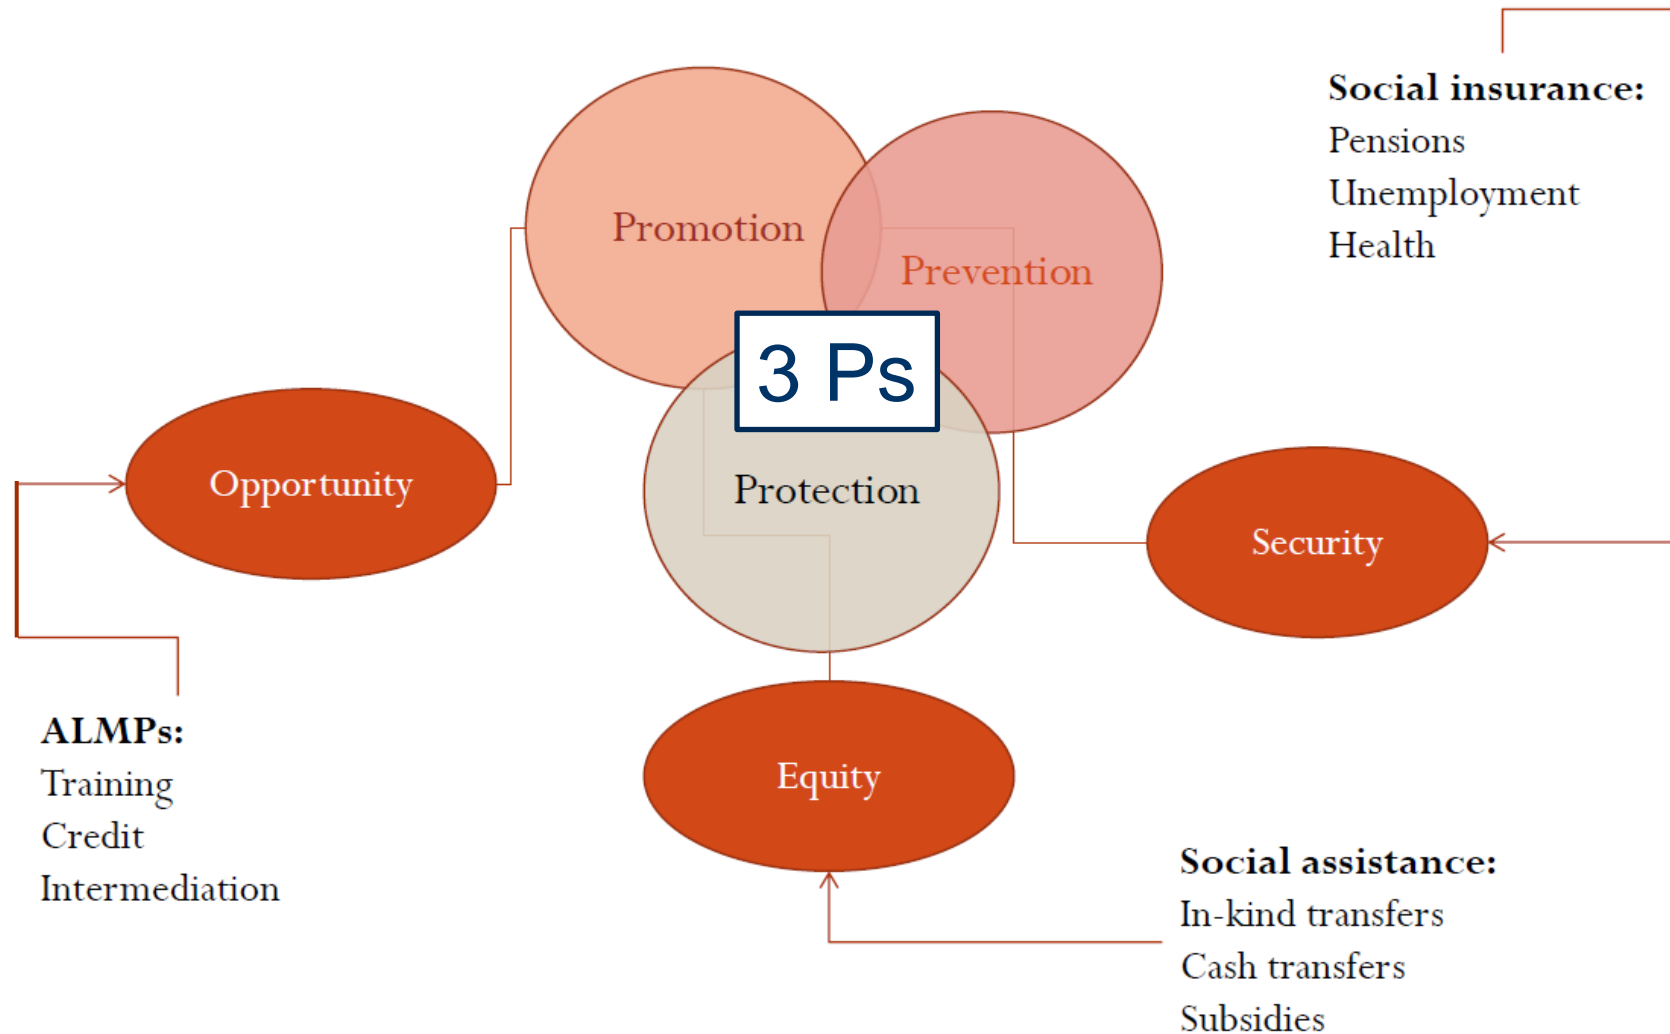 Social insurance:
Pensions
Unemployment
Health
Promotion
Prevention
3 Ps
Protection
Opportunity
Security
Equity
ALMPs:
Training
Credit
Intermediation
Social assistance:
In-kind transfers
Cash transfers
Subsidies